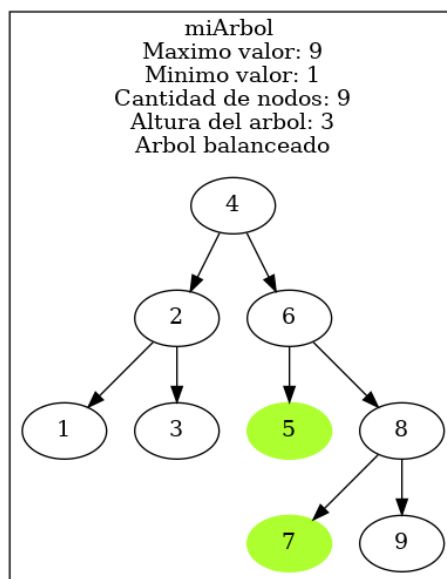 miArbol
Maximo valor: 9
Minimo valor: 1
Cantidad de nodos: 9
Altura del arbol: 3
Arbol balanceado
4
2 6
1 3 5 8
7 9